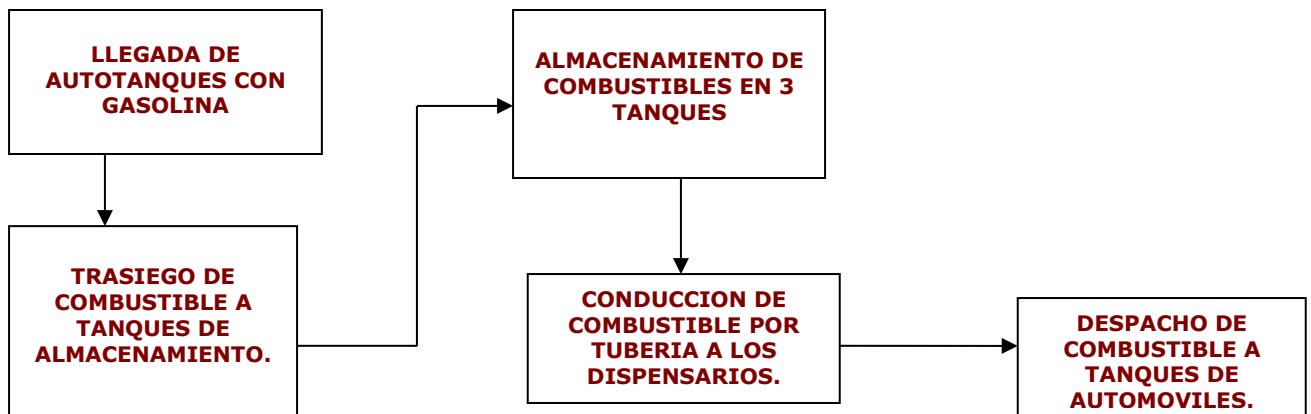 LLEGADA DE
AUTOTANQUES CON
GASOLINA
TRASIEGO DE
COMBUSTIBLE A
TANQUES DE
ALMACENAMIENTO.
ALMACENAMIENTO DE
COMBUSTIBLES EN 3
TANQUES
CONDUCCION DE
COMBUSTIBLE POR
TUBERIA A LOS
DISPENSARIOS.
DESPACHO DE
COMBUSTIBLE A
TANQUES DE
AUTOMOVILES.